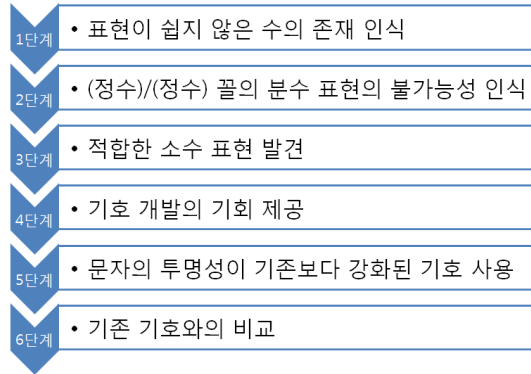 1단계
• 표현이 쉽지 않은 수의 존재 인식
2단계
• (정수)/(정수) 꼴의 분수 표현의 불가능성 인식
3단계
• 적합한 소수 표현 발견
4단계
• 기호 개발의 기회 제공
5단계
• 문자의 투명성이 기존보다 강화된 기호 사용
6단계
• 기존 기호와의 비교